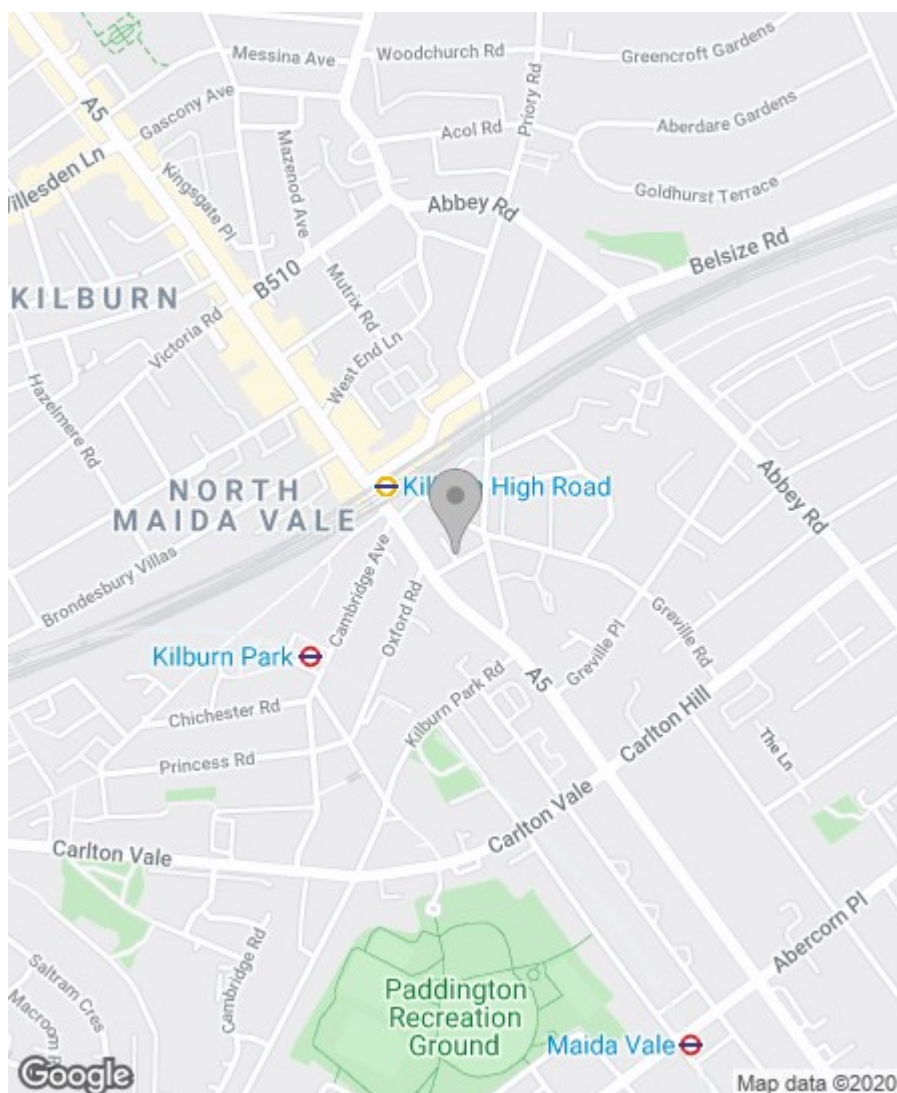 Messina Ave
Woodchurch Rd
Greencroft Gardens
A5
Gascony Ave
Priory Rd
Acol Rd
Aberdare Gardens
Mazenod Ave
Kingsgate Pl
Goldhurst Terrace
Abbey Rd
Belsize Rd
KILBURN
B510
Mutrix Rd
Victoria Rd
West End Ln
Hazelmere Rd
Abbey Rd
NORTH
MAIDA VALE
High Road
Cambridge Ave
Brondesbury Villas
Oxford Rd
Greville Rd
Greville Pl
Kilburn Park
A5
Kilburn Park Rd
Chichester Rd
Carlton Hill
The Ln
Princess Rd
Carlton Vale
Carlton Vale
Abercorn Pl
Cambridge Rd
Saltram Cres
Macroom
Paddington
Recreation
Ground
Maida Vale
Google
Map data ©2020